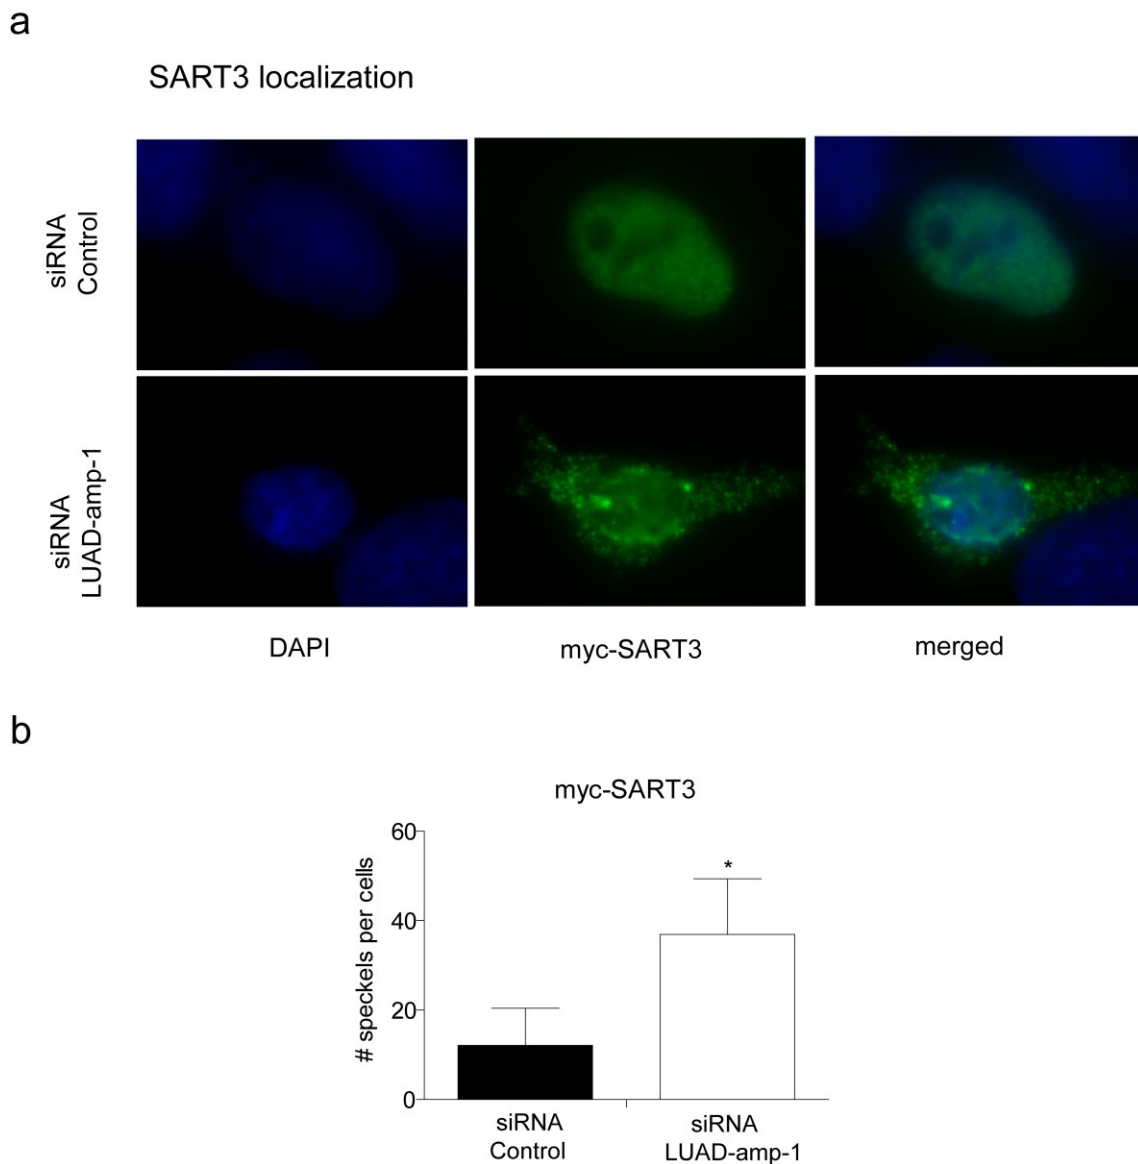 a
SART3 localization
siRNA
Control
siRNA
LUAD-amp-1
DAPI
myc-SART3
merged
b
myc-SART3
# speckels per cells
60
40
20
0
*
siRNA
Control
siRNA
LUAD-amp-1